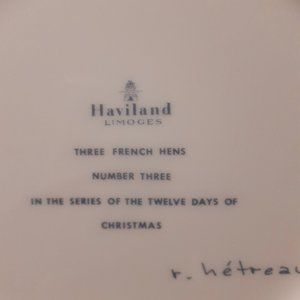 Haviland
LIMOGES
THREE FRENCH HENS
NUMBER THREE
IN THE SERIES OF THE TWELVE DAYS OF
CHRISTMAS
r. hétreau